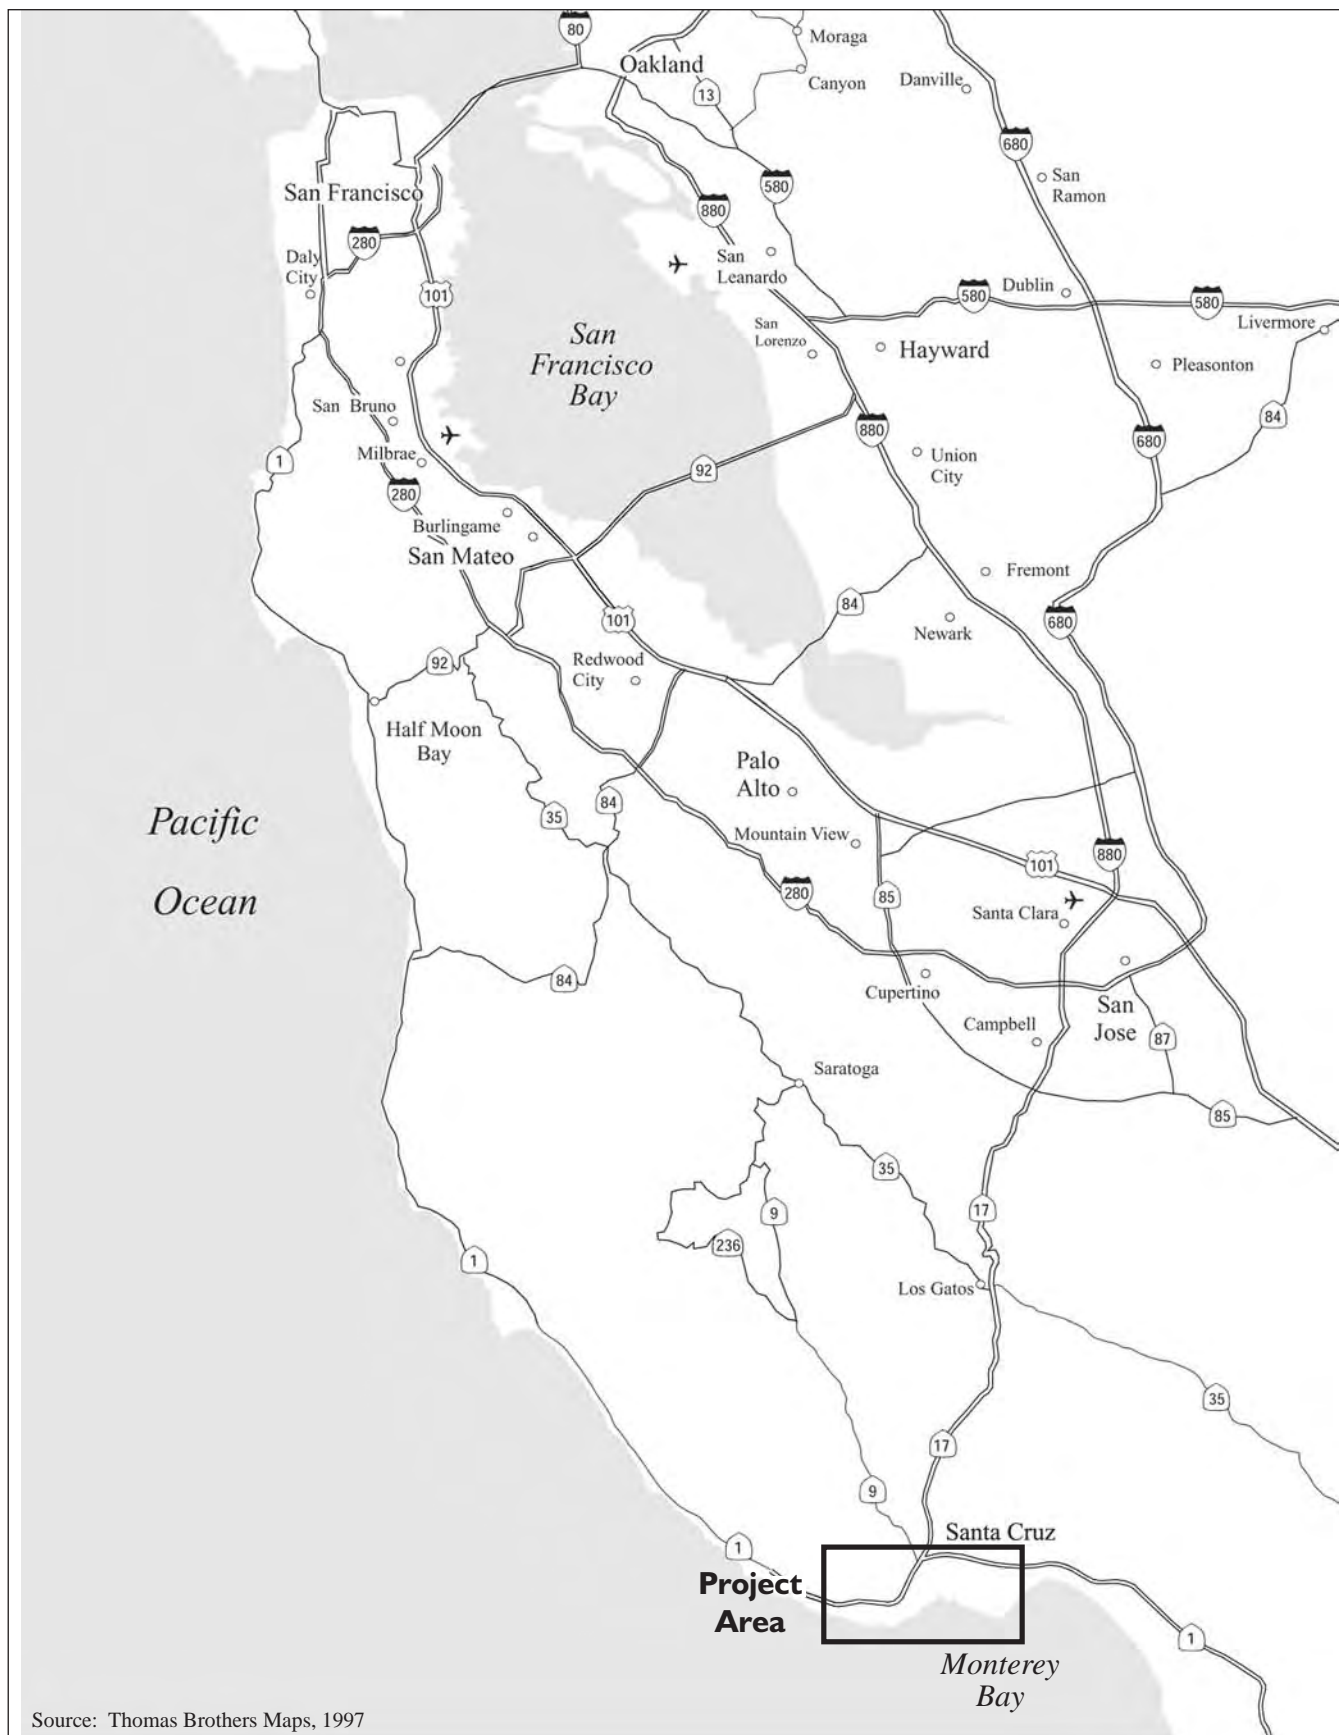 80
Moraga
Oakland
Canyon
Danville
13
680
San
Ramon
580
San Francisco
880
280
San
Leanardo
Daly
City
Dublin
101
580
580
Livermore
San
Francisco
Bay
San
Lorenzo
Hayward
Pleasonton
San Bruno
84
880
680
Milbrae
1
92
Union
City
280
Burlingame
San Mateo
Fremont
84
101
680
Newark
92
Redwood
City
Half Moon
Bay
Palo
Alto
84
35
Pacific
Ocean
Mountain View
101
880
280
85
Santa Clara
84
Cupertino
San
Jose
Campbell
87
Saratoga
85
35
9
17
236
1
Los Gatos
35
17
9
Santa Cruz
1
Project
Area
1
Monterey
Bay
Source: Thomas Brothers Maps, 1997